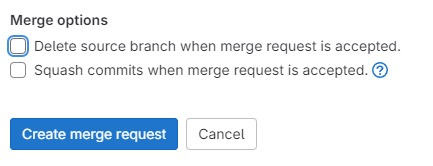 Merge options
Delete source branch when merge request is accepted.
Squash commits when merge request is accepted. ?
Create merge request Cancel